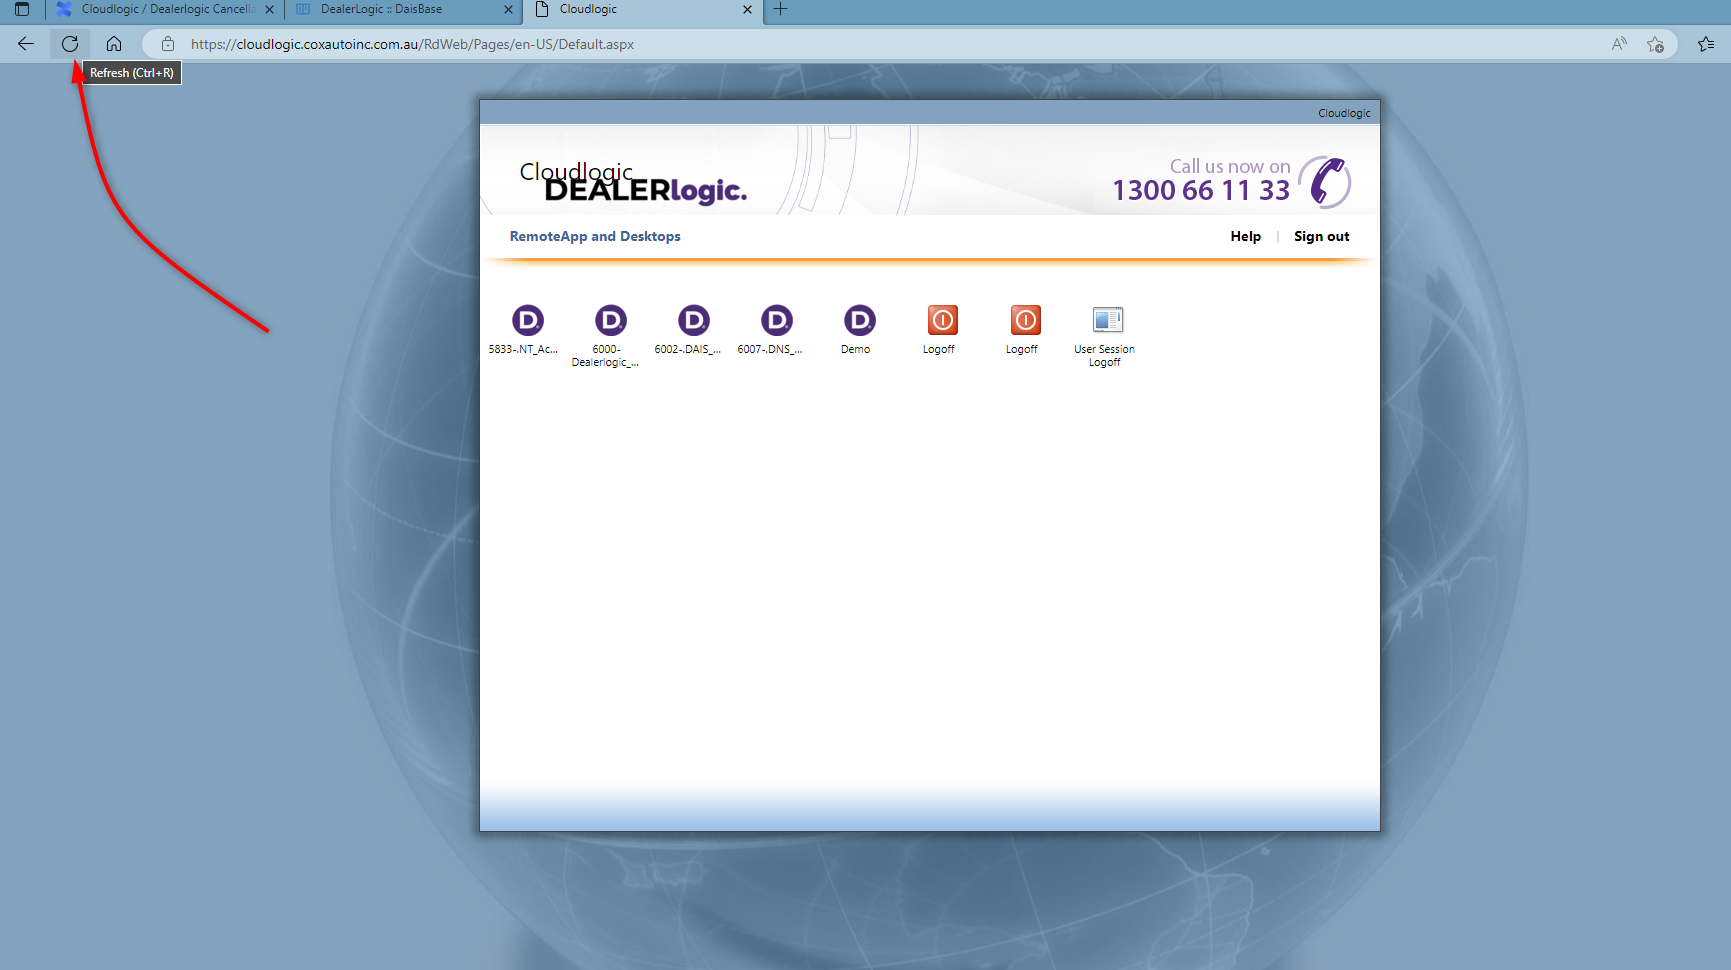 Cloudlogic / Dealerlogic Cancella
DealerLogic :: DaisBase
Cloudlogic
https://cloudlogic.coxautoinc.com.au/RdWeb/Pages/en-US/Default.aspx
Refresh (Ctrl+R)
Cloudlogic
Cloudlogic
DEALERlogic.
Call us now on
1300 66 11 33
RemoteApp and Desktops
Help | Sign out
5833-.NT_Ac...
6000-
Dealerlogic_...
6002-.DAIS_...
6007-.DNS_...
Demo
Logoff
Logoff
User Session
Logoff